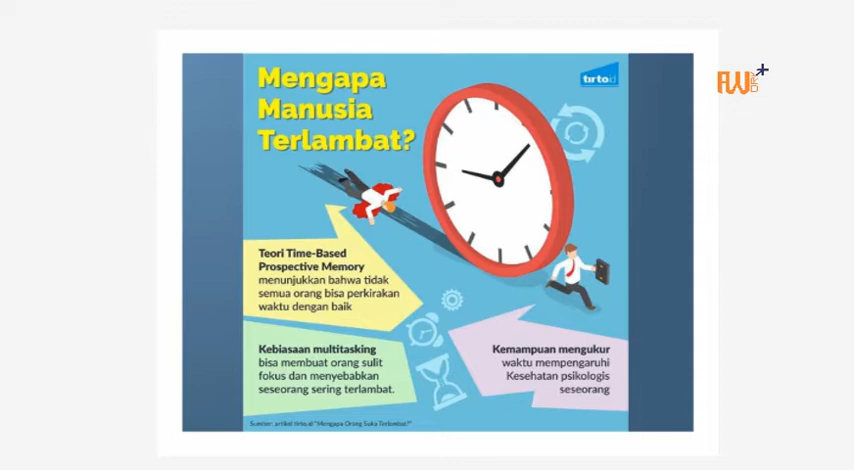 Mengapa
Manusia
Terlambat?
tirto.id
Teori Time-Based
Prospective Memory
menunjukkan bahwa tidak
semua orang bisa perkirakan
waktu dengan baik
Kebiasaan multitasking
bisa membuat orang sulit
fokus dan menyebabkan
seseorang sering terlambat.
Kemampuan mengukur
waktu mempengaruhi
Kesehatan psikologis
seseorang
Sumber: artikel tirto.id "Mengapa Orang Suka Terlambat?"